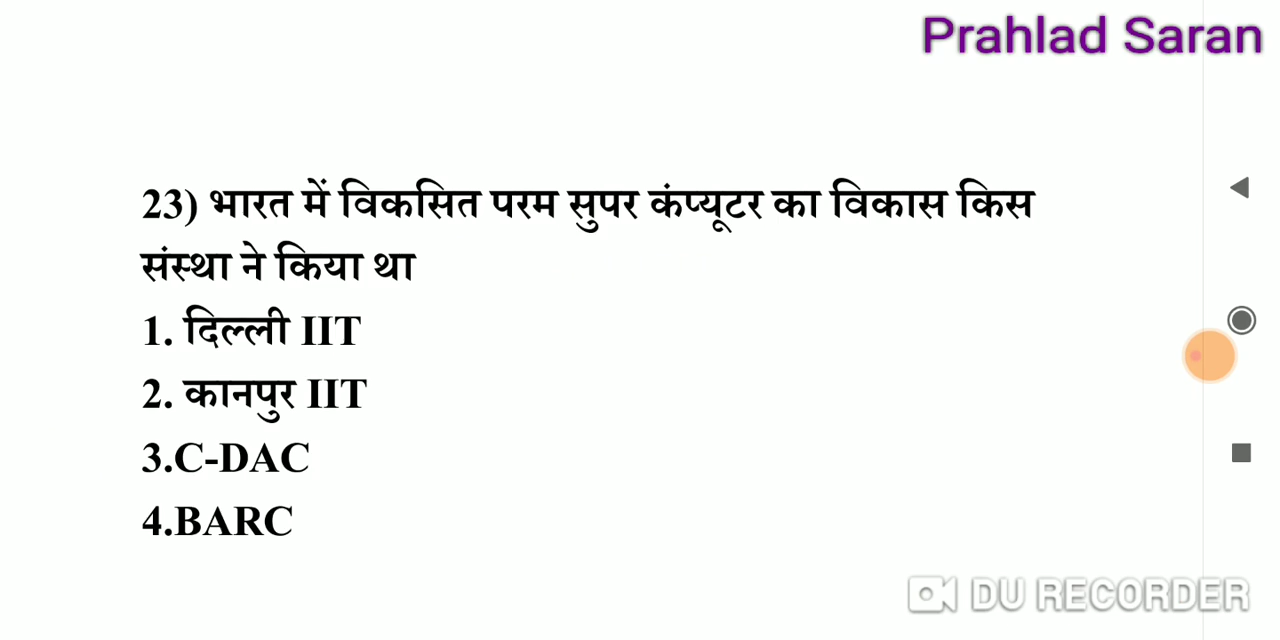 Prahlad Saran
23) भारत में विकसित परम सुपर कंप्यूटर का विकास किस
संस्था ने किया था
1. दिल्ली IIT
2. कानपुर IIT
3.C-DAC
4.BARC
DU RECORDER